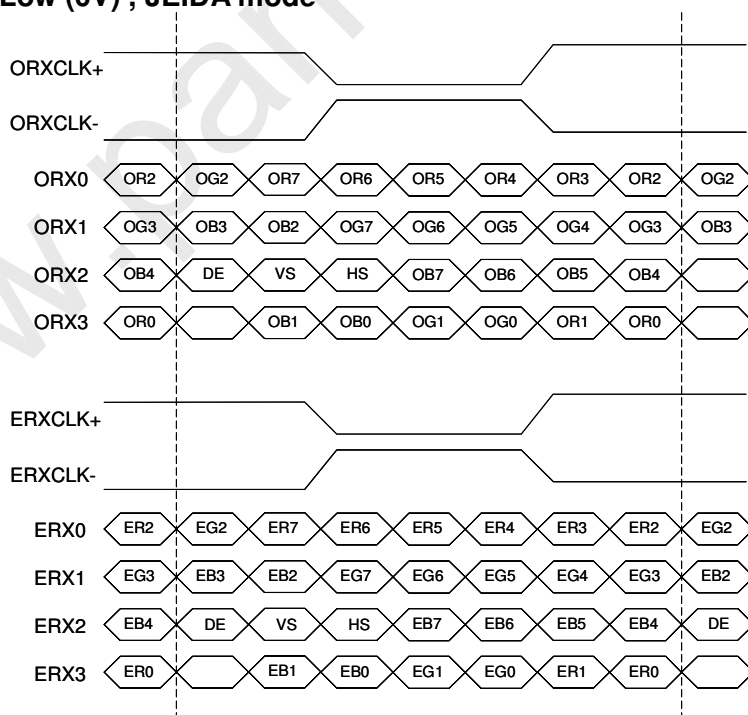 Low (0V) ; JEIDA mode
ORXCLK+
ORXCLK-
ORX0 OR2 OG2 OR7 OR6 OR5 OR4 OR3 OR2 OG2
ORX1 OG3 OB3 OB2 OG7 OG6 OG5 OG4 OG3 OB3
ORX2 OB4 DE VS HS OB7 OB6 OB5 OB4
ORX3 OR0 OB1 OB0 OG1 OG0 OR1 OR0
ERXCLK+
ERXCLK-
ERX0 ER2 EG2 ER7 ER6 ER5 ER4 ER3 ER2 EG2
ERX1 EG3 EB3 EB2 EG7 EG6 EG5 EG4 EG3 EB2
ERX2 EB4 DE VS HS EB7 EB6 EB5 EB4 DE
ERX3 ER0 EB1 EB0 EG1 EG0 ER1 ER0
w.pan